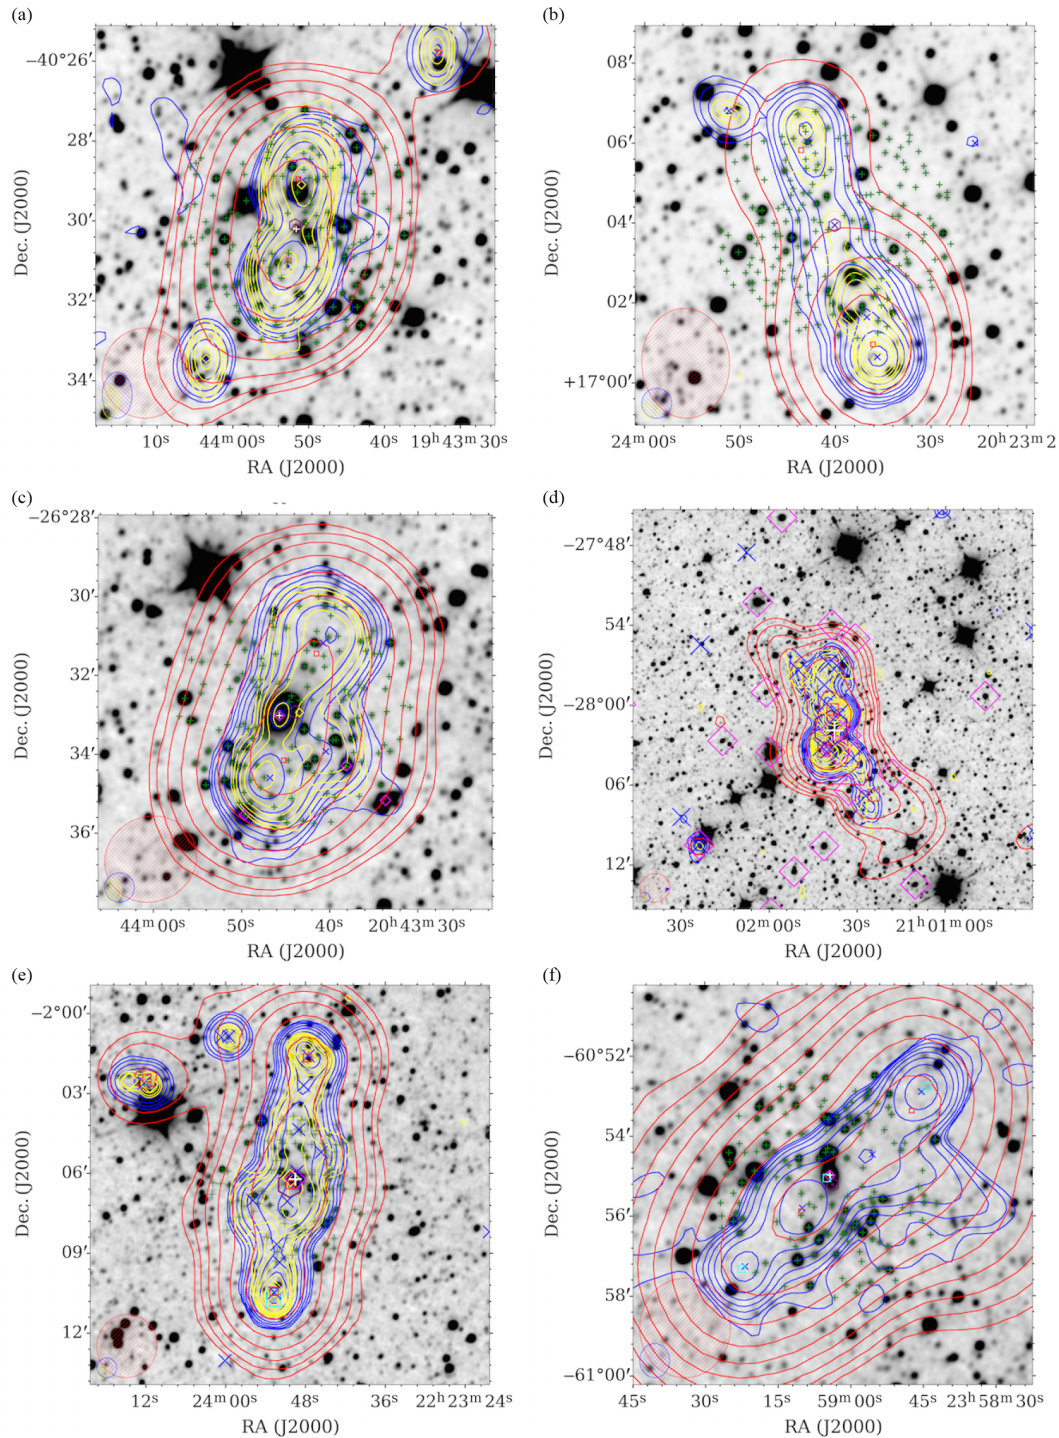 (a)
(b)
−40°26′
28′
30′
32′
34′
Dec. (J2000)
10ˢ 44ᵐ00ˢ 50ˢ 40ˢ 19ʰ43ᵐ30ˢ
RA (J2000)
08′
06′
04′
02′
+17°00′
Dec. (J2000)
24ᵐ00ˢ 50ˢ 40ˢ 30ˢ 20ʰ23ᵐ2
RA (J2000)
(c)
(d)
−26°28′
30′
32′
34′
36′
Dec. (J2000)
44ᵐ00ˢ 50ˢ 40ˢ 20ʰ43ᵐ30ˢ
RA (J2000)
−27°48′
54′
−28°00′
06′
12′
Dec. (J2000)
30ˢ 02ᵐ00ˢ 30ˢ 21ʰ01ᵐ00ˢ
RA (J2000)
(e)
(f)
−2°00′
03′
06′
09′
12′
Dec. (J2000)
12ˢ 24ᵐ00ˢ 48ˢ 36ˢ 22ʰ23ᵐ24ˢ
RA (J2000)
−60°52′
54′
56′
58′
−61°00′
Dec. (J2000)
45ˢ 30ˢ 15ˢ 59ᵐ00ˢ 45ˢ 23ʰ58ᵐ30ˢ
RA (J2000)